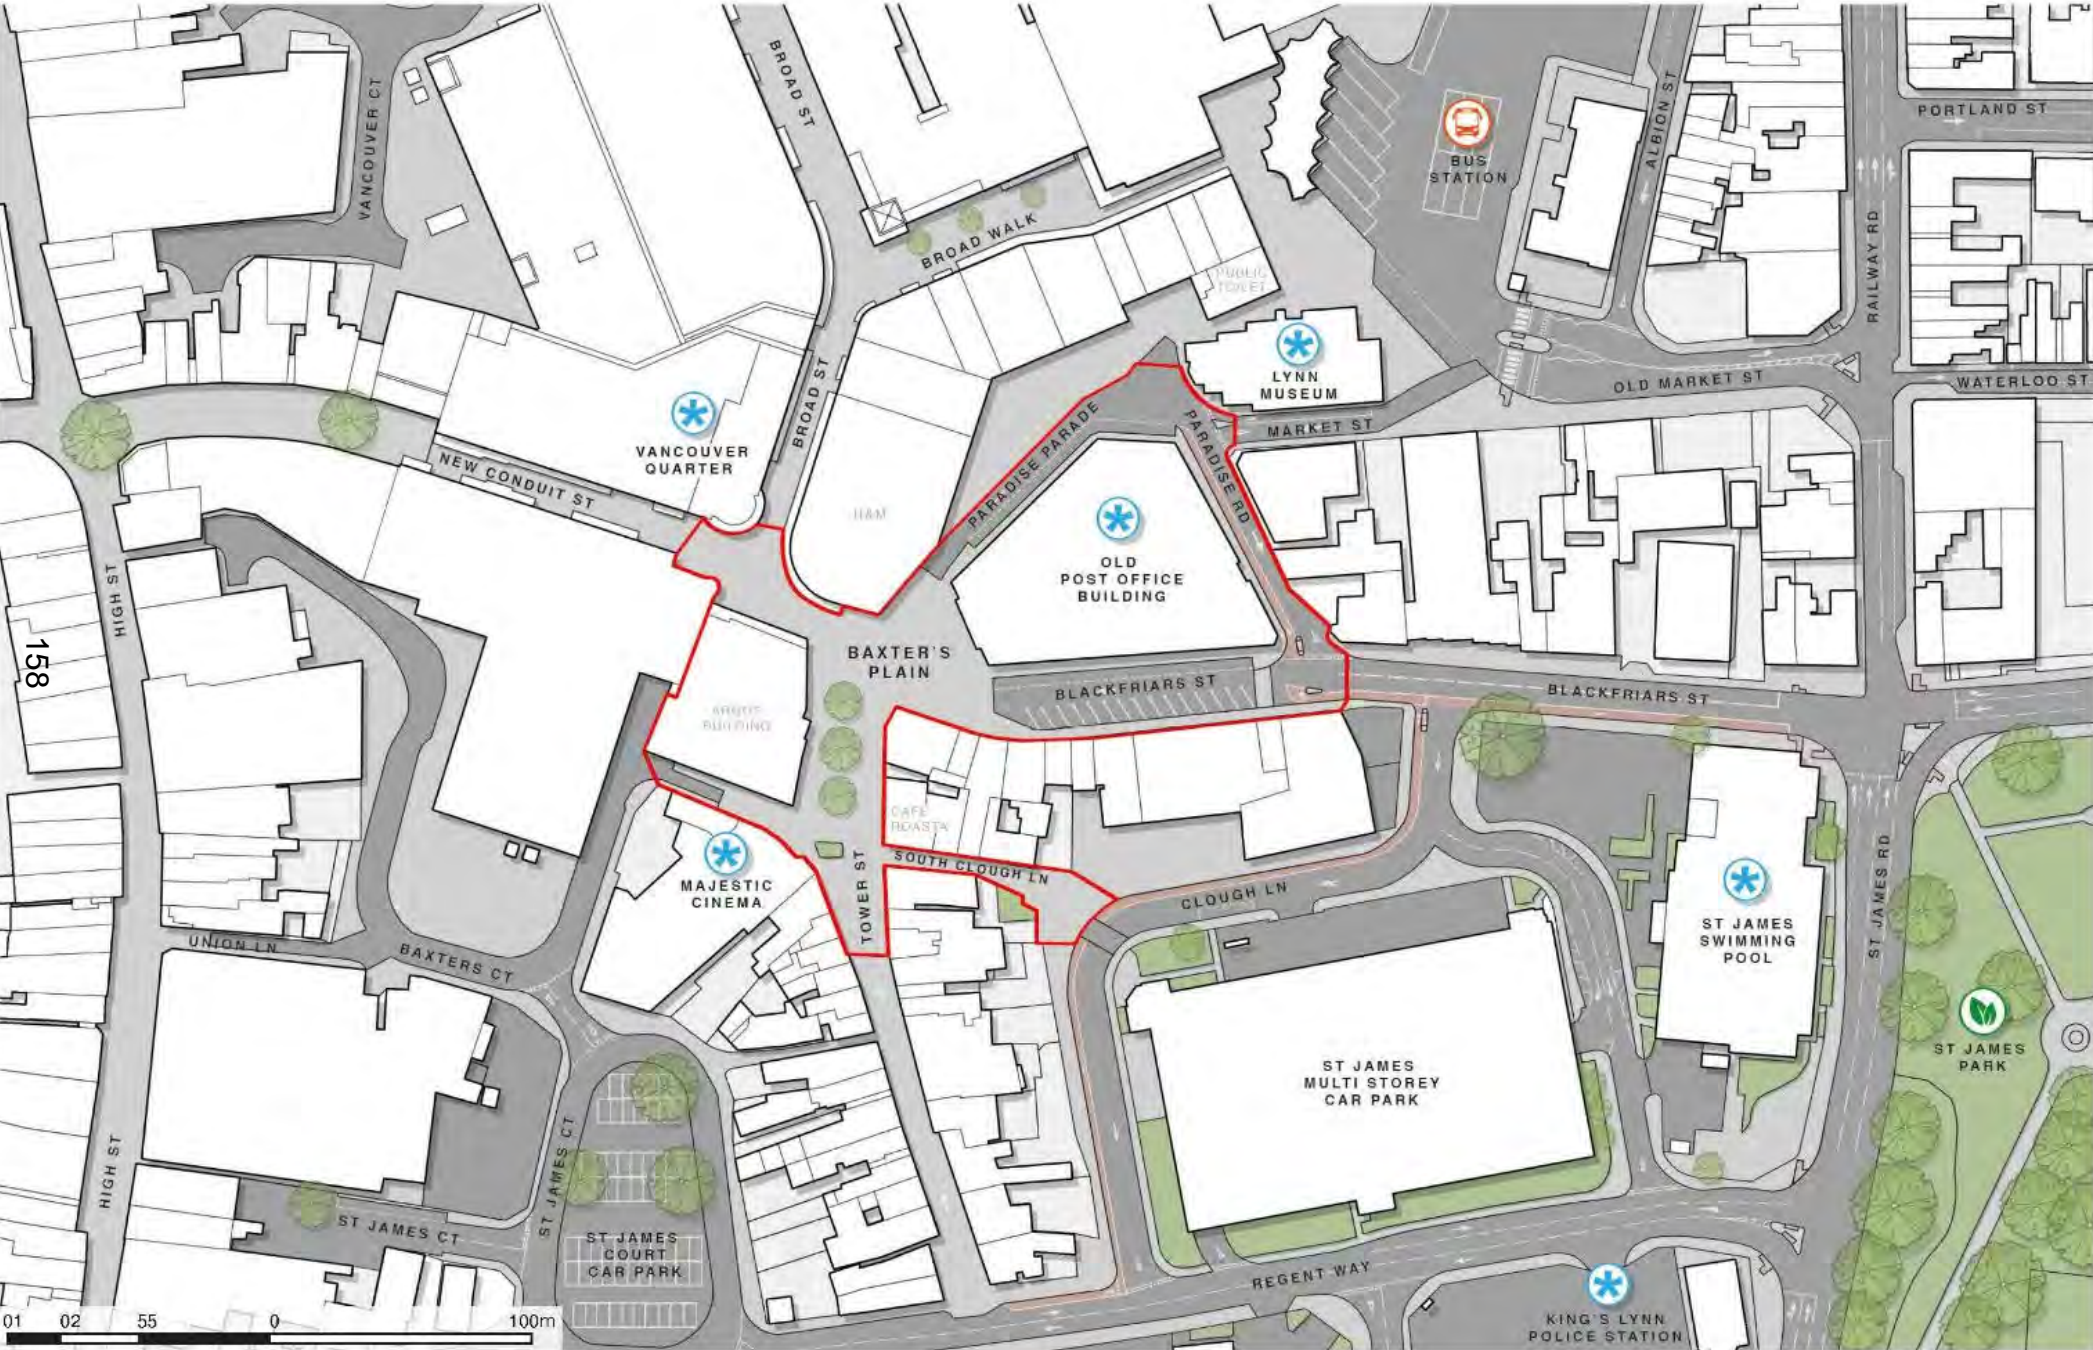 BROAD ST
VANCOUVER CT
PORTLAND ST
ALBION ST
BUS
STATION
RAILWAY RD
BROAD WALK
PUBLIC
TOILET
LYNN
MUSEUM
OLD MARKET ST
WATERLOO ST
BROAD ST
VANCOUVER
QUARTER
PARADISE PARADE
PARADISE RD
MARKET ST
NEW CONDUIT ST
H&M
OLD
POST OFFICE
BUILDING
HIGH ST
158
BAXTER'S
PLAIN
BLACKFRIARS ST
BLACKFRIARS ST
ARGOS
BUILDING
CAFE
ROASTA
SOUTH CLOUGH LN
MAJESTIC
CINEMA
TOWER ST
CLOUGH LN
ST JAMES RD
ST JAMES
SWIMMING
POOL
UNION LN
BAXTERS CT
ST JAMES
PARK
ST JAMES
MULTI STOREY
CAR PARK
HIGH ST
ST JAMES CT
ST JAMES CT
ST JAMES
COURT
CAR PARK
REGENT WAY
KING'S LYNN
POLICE STATION
01 02 55 0 100m